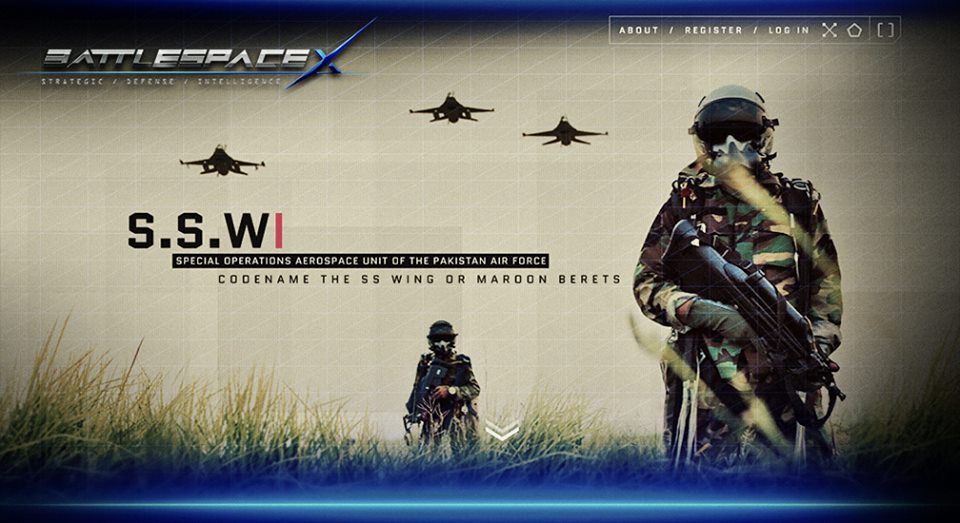 BATTLESPACEX
STRATEGIC / DEFENSE / INTELLIGENCE
ABOUT / REGISTER / LOG IN
S.S.WI
SPECIAL OPERATIONS AEROSPACE UNIT OF THE PAKISTAN AIR FORCE
CODENAME THE SS WING OR MAROON BERETS